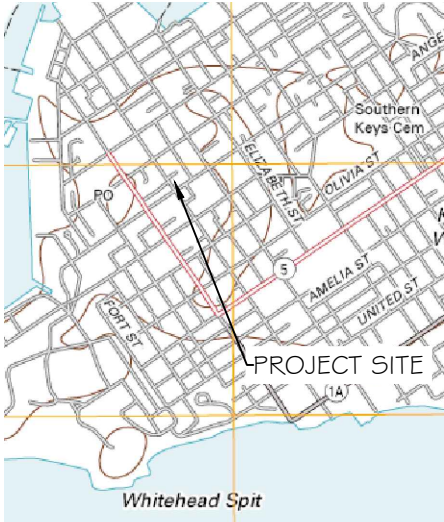 ANGE
Southern
Keys Cem
ELIZABETH ST
OLIVIA ST
PO
5
AMELIA ST
UNITED ST
FORT ST
PROJECT SITE
1A
Whitehead Spit